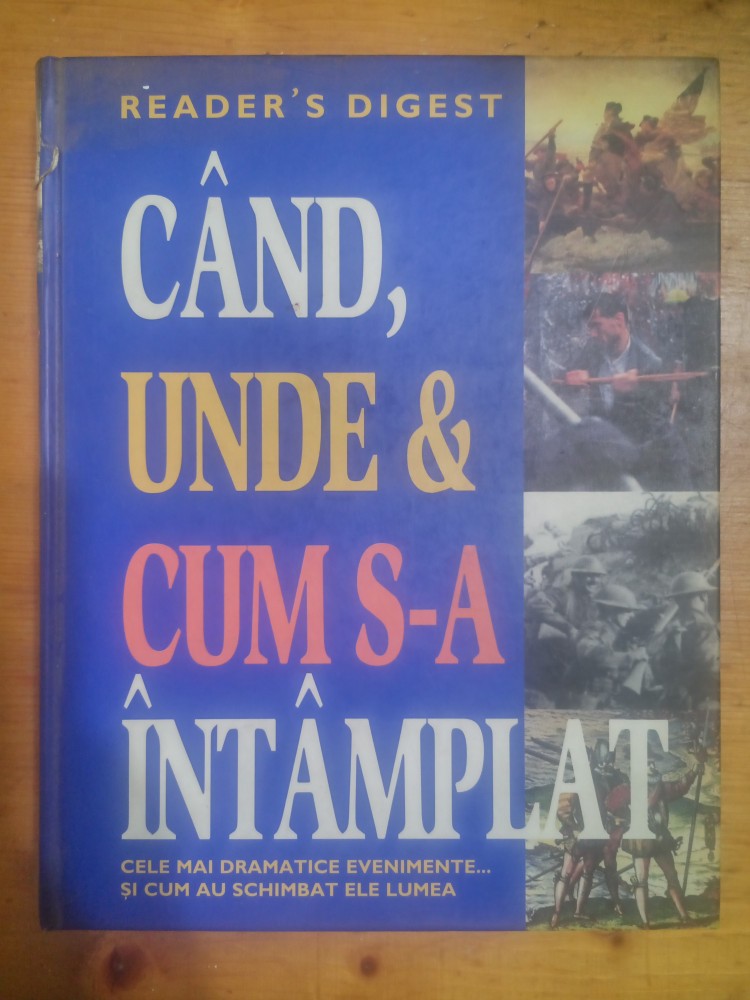 READER'S DIGEST
CÂND,
UNDE &
CUM S-A
ÎNTÂMPLAT
CELE MAI DRAMATICE EVENIMENTE...
ȘI CUM AU SCHIMBAT ELE LUMEA